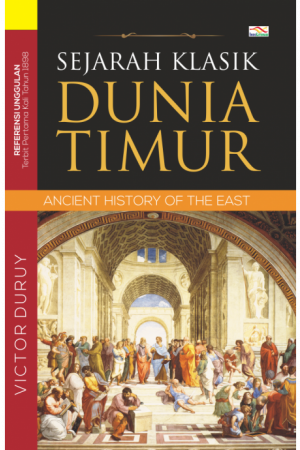 SEJARAH KLASIK
DUNIA
TIMUR
ANCIENT HISTORY OF THE EAST
REFERENSI UNGGULAN
Terbit Pertama Kali Tahun 1898
VICTOR DURUY